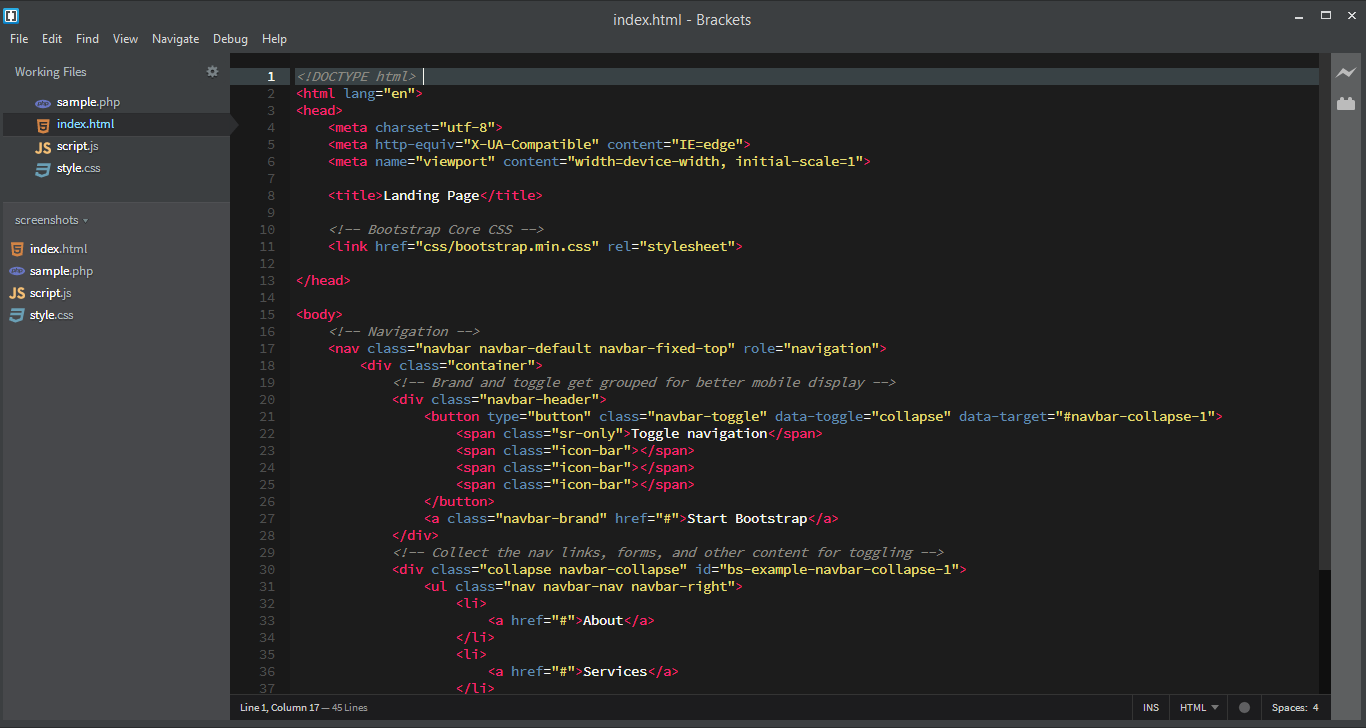 index.html - Brackets
File Edit Find View Navigate Debug Help
Working Files
sample.php
index.html
JS script.js
style.css
screenshots
index.html
sample.php
JS script.js
style.css
1 <!DOCTYPE html>
2 <html lang="en">
3 <head>
4 <meta charset="utf-8">
5 <meta http-equiv="X-UA-Compatible" content="IE=edge">
6 <meta name="viewport" content="width=device-width, initial-scale=1">
7
8 <title>Landing Page</title>
9
10 <!-- Bootstrap Core CSS -->
11 <link href="css/bootstrap.min.css" rel="stylesheet">
12
13 </head>
14
15 <body>
16 <!-- Navigation -->
17 <nav class="navbar navbar-default navbar-fixed-top" role="navigation">
18 <div class="container">
19 <!-- Brand and toggle get grouped for better mobile display -->
20 <div class="navbar-header">
21 <button type="button" class="navbar-toggle" data-toggle="collapse" data-target="#navbar-collapse-1">
22 <span class="sr-only">Toggle navigation</span>
23 <span class="icon-bar"></span>
24 <span class="icon-bar"></span>
25 <span class="icon-bar"></span>
26 </button>
27 <a class="navbar-brand" href="#">Start Bootstrap</a>
28 </div>
29 <!-- Collect the nav links, forms, and other content for toggling -->
30 <div class="collapse navbar-collapse" id="bs-example-navbar-collapse-1">
31 <ul class="nav navbar-nav navbar-right">
32 <li>
33 <a href="#">About</a>
34 </li>
35 <li>
36 <a href="#">Services</a>
37 </li>
Line 1, Column 17 — 45 Lines INS HTML Spaces: 4